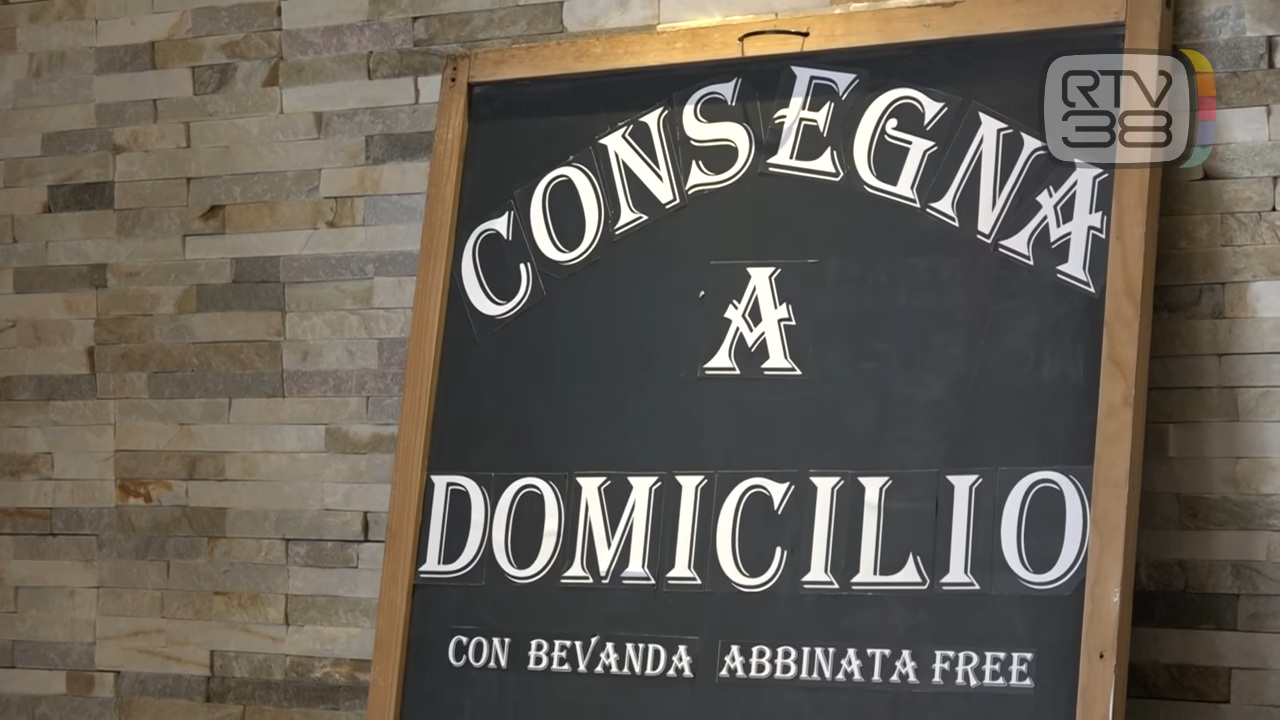 RTV
38
CONSEGNA
A
DOMICILIO
CON BEVANDA ABBINATA FREE